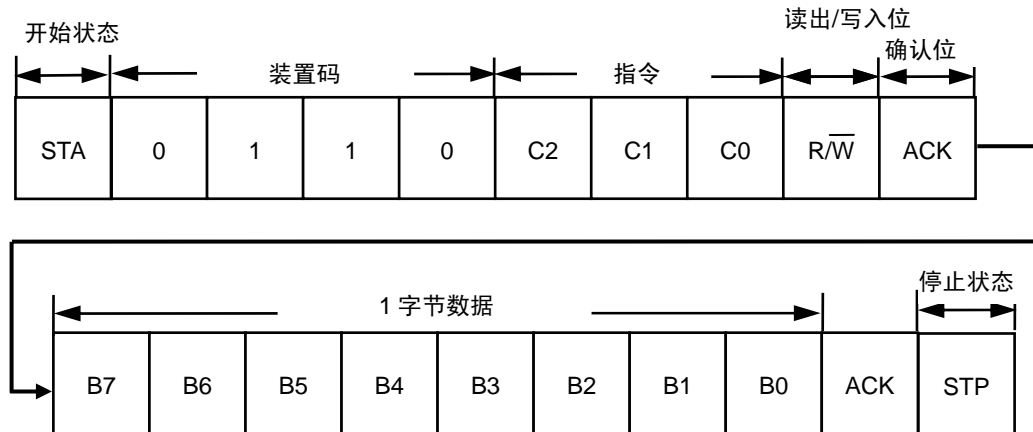 读出/写入位
开始状态
确认位
装置码
指令
STA 0 1 1 0 C2 C1 C0 R/W̅ ACK
停止状态
1 字节数据
B7 B6 B5 B4 B3 B2 B1 B0 ACK STP